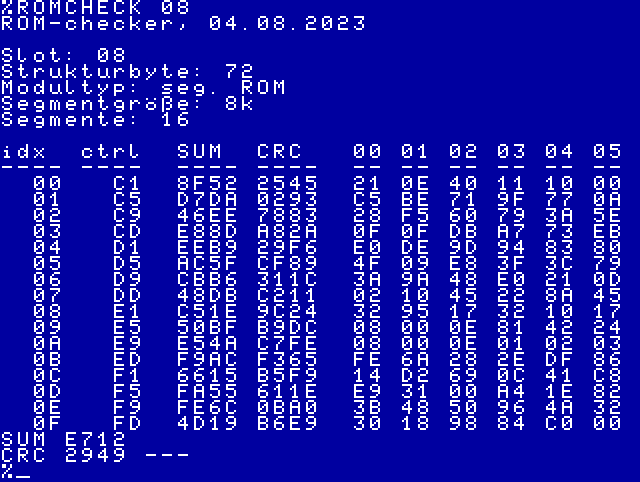 %ROMCHECK 08
ROM-checker, 04.08.2023
Slot: 08
Strukturbyte: 72
Modultyp: seg. ROM
Segmentgröße: 8k
Segmente: 16
idx ctrl SUM CRC 00 01 02 03 04 05
---- ----- ---- ---- -- -- -- -- -- --
00 C1 8F52 2545 21 0E 40 11 10 00
01 C5 D7DA 0293 C5 BE 71 9F 77 0A
02 C9 46EE 7883 28 F5 60 79 3A 5E
03 CD E88D A82A 0F 0F DB A7 73 EB
04 D1 EEB9 29F6 E0 DE 9D 94 83 80
05 D5 AC5F CF89 4F 09 E8 3F 3C 79
06 D9 CBB6 311C 3A 9A 48 E0 21 0D
07 DD 48DB C211 02 10 45 22 8A 45
08 E1 C51E 9C24 32 95 17 32 10 17
09 E5 50BF B9DC 08 00 0E 81 42 24
0A E9 E54A C7FE 08 00 0E 01 02 03
0B ED F9AC F365 FE 6A 28 2E DF 86
0C F1 6615 B5F9 14 D2 69 0C 41 C8
0D F5 FA55 611E E9 31 00 A4 1E 82
0E F9 FE6C 0BA0 3B 48 50 96 4A 32
0F FD 4D19 B6E9 30 18 98 84 C0 00
SUM E712
CRC 2949 ---
%_